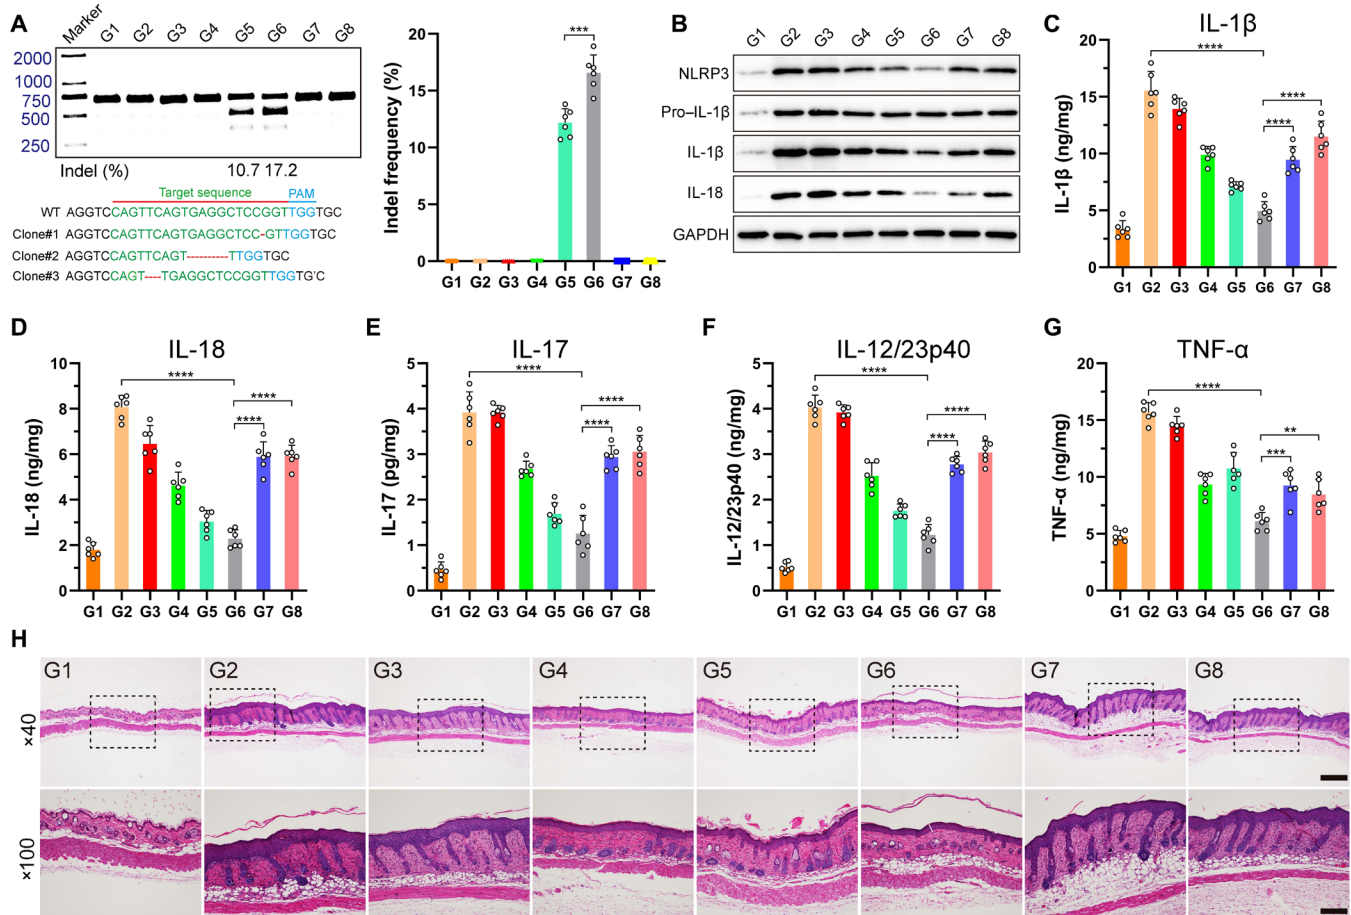 A
Marker G1 G2 G3 G4 G5 G6 G7 G8
2000
1000
750
500
250
Indel (%) 10.7 17.2
Target sequence PAM
WT AGGTCCAGTTCAGTGAGGCTCCGGTTGGTGC
Clone#1 AGGTCCAGTTCAGTGAGGCTCC-GTTGGTGC
Clone#2 AGGTCCAGTTCAGT----------TTGGTGC
Clone#3 AGGTCCAGT----TGAGGCTCCGGTTGGTG'C
Indel frequency (%)
20
15
10
5
0
***
G1 G2 G3 G4 G5 G6 G7 G8
B
G1 G2 G3 G4 G5 G6 G7 G8
NLRP3
Pro–IL-1β
IL-1β
IL-18
GAPDH
C
IL-1β
IL-1β (ng/mg)
20
15
10
5
0
****
****
****
G1 G2 G3 G4 G5 G6 G7 G8
D
IL-18
IL-18 (ng/mg)
10
8
6
4
2
0
****
****
****
G1 G2 G3 G4 G5 G6 G7 G8
E
IL-17
IL-17 (pg/mg)
5
4
3
2
1
0
****
****
****
G1 G2 G3 G4 G5 G6 G7 G8
F
IL-12/23p40
IL-12/23p40 (ng/mg)
5
4
3
2
1
0
****
****
****
G1 G2 G3 G4 G5 G6 G7 G8
G
TNF-α
TNF-α (ng/mg)
20
15
10
5
0
****
**
***
G1 G2 G3 G4 G5 G6 G7 G8
H
G1 G2 G3 G4 G5 G6 G7 G8
×40
×100